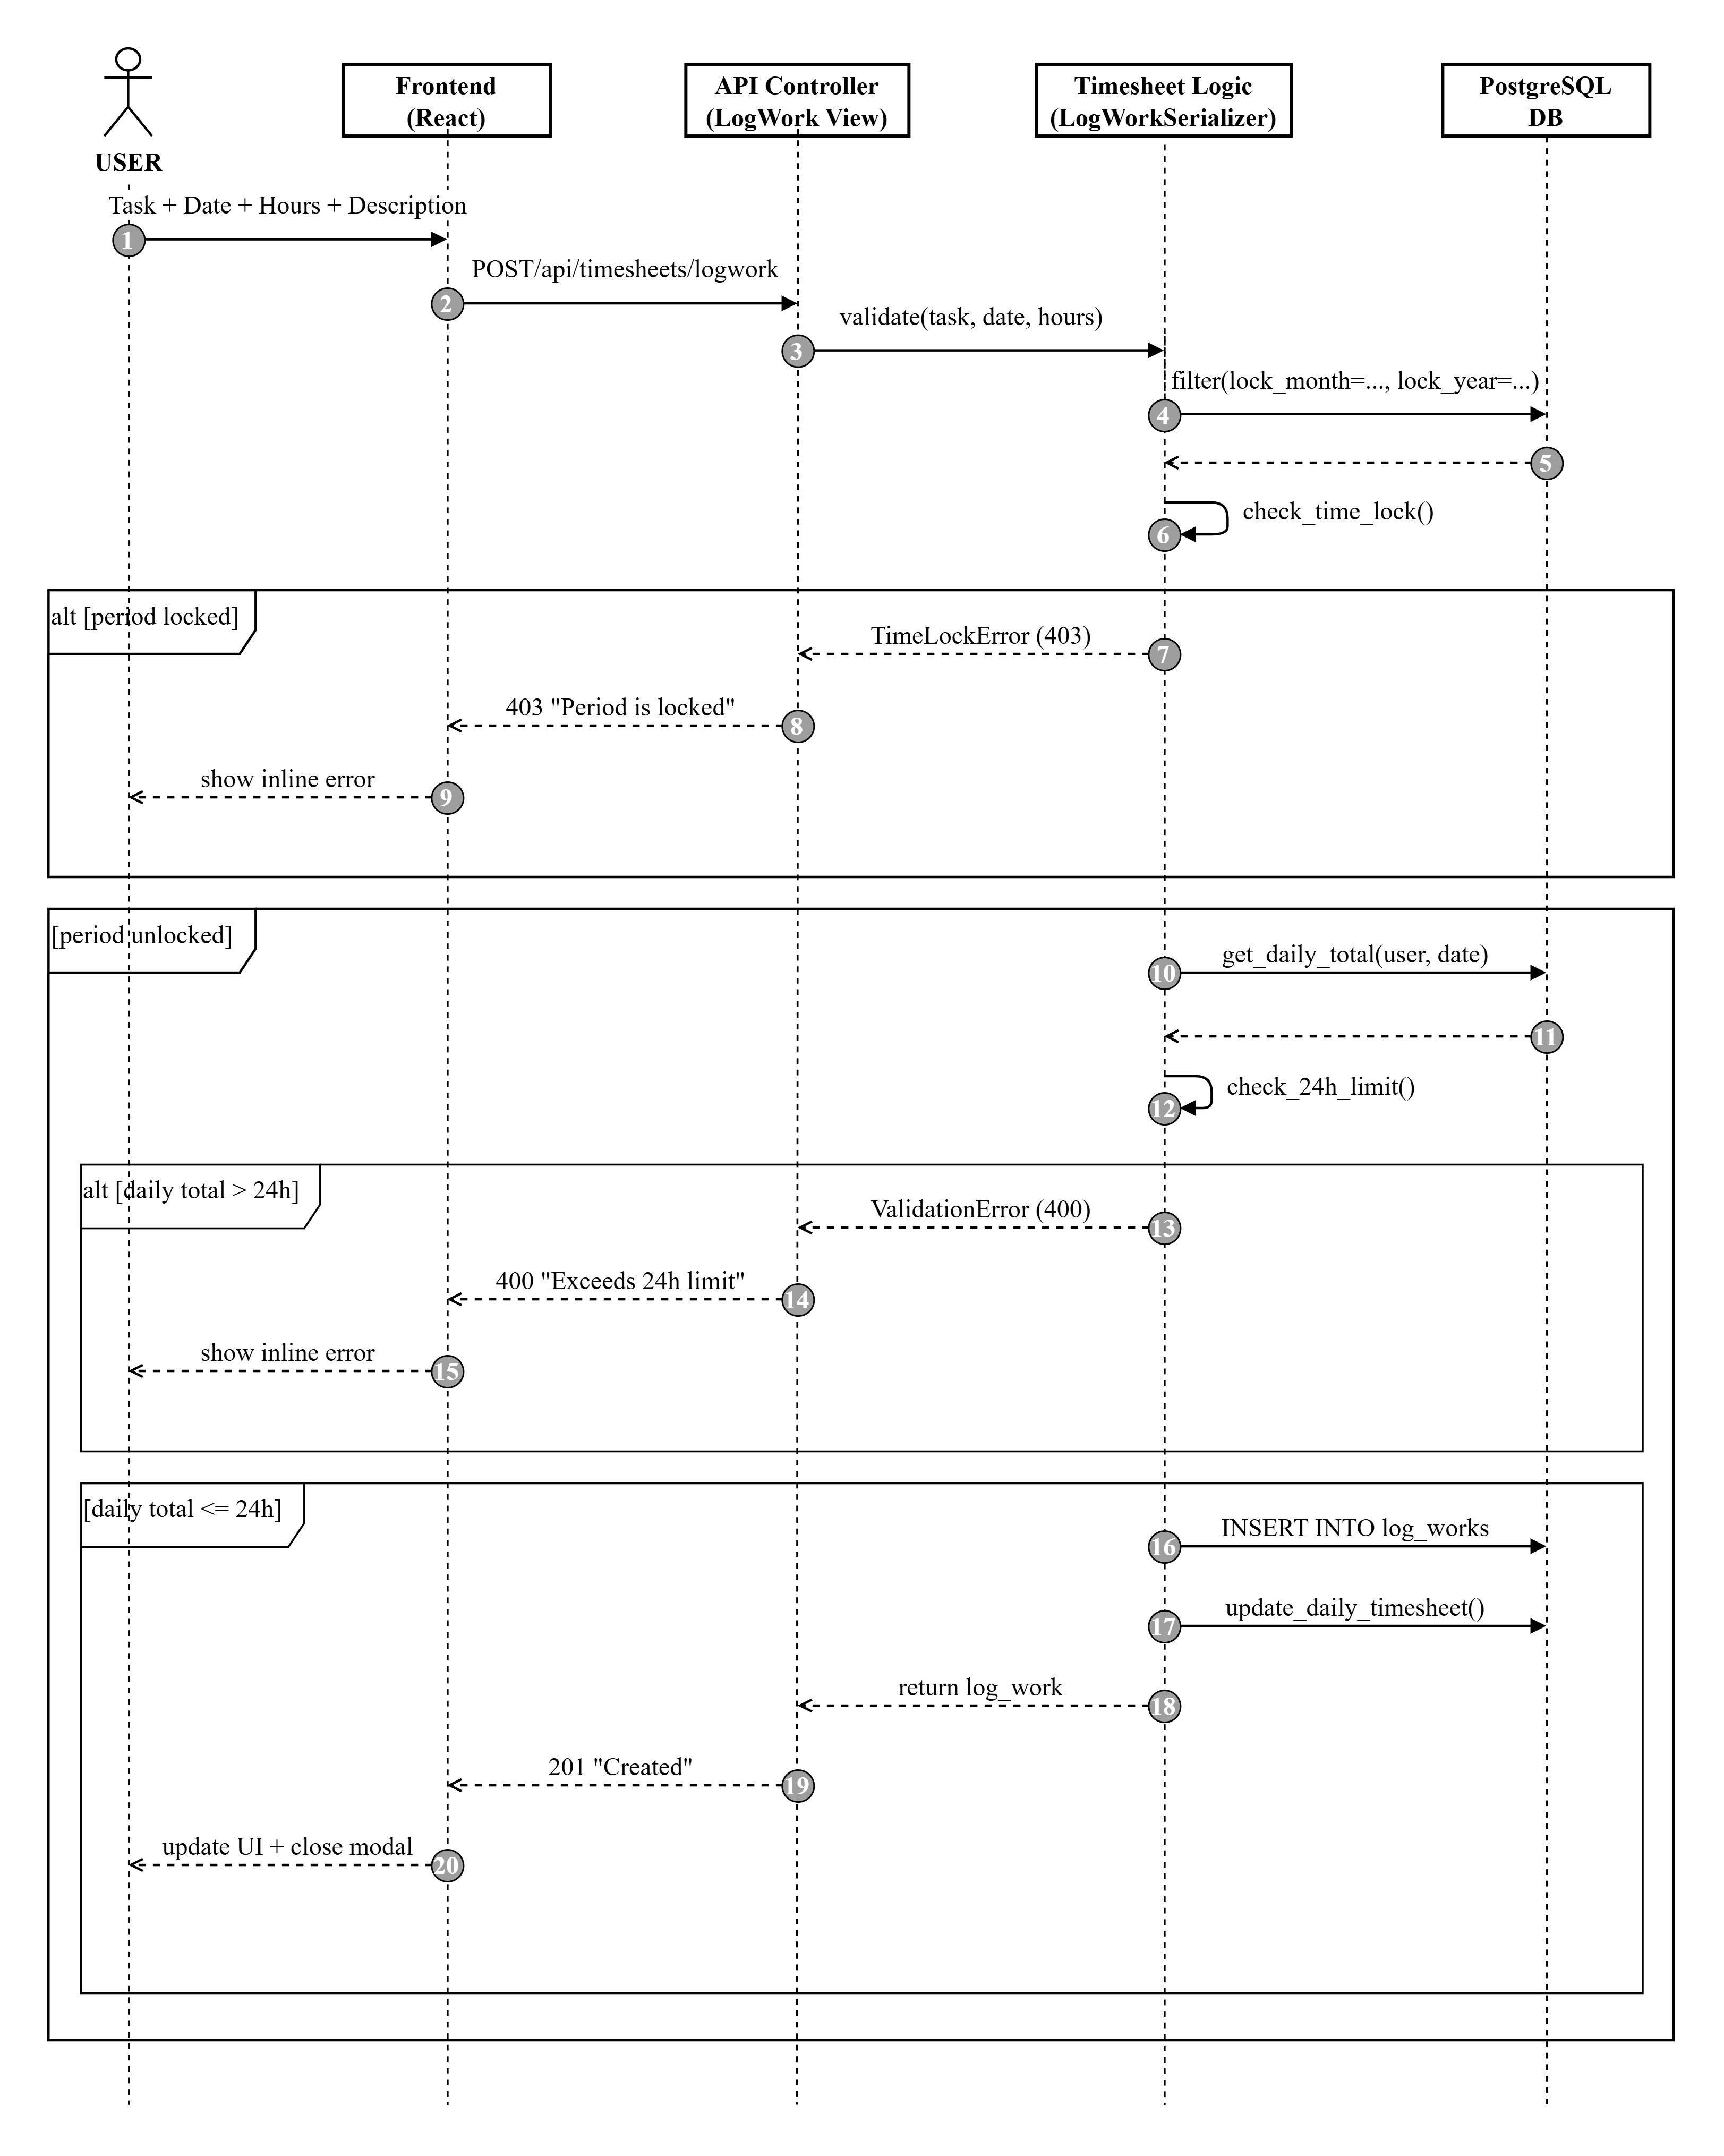 Frontend
(React)
API Controller
(LogWork View)
Timesheet Logic
(LogWorkSerializer)
PostgreSQL
DB
USER
Task + Date + Hours + Description
1
POST/api/timesheets/logwork
2
validate(task, date, hours)
3
filter(lock_month=..., lock_year=...)
4
5
check_time_lock()
6
alt [period locked]
TimeLockError (403)
7
403 "Period is locked"
8
show inline error
9
[period unlocked]
get_daily_total(user, date)
10
11
check_24h_limit()
12
alt [daily total > 24h]
ValidationError (400)
13
400 "Exceeds 24h limit"
14
show inline error
15
[daily total <= 24h]
INSERT INTO log_works
16
update_daily_timesheet()
17
return log_work
18
201 "Created"
19
update UI + close modal
20